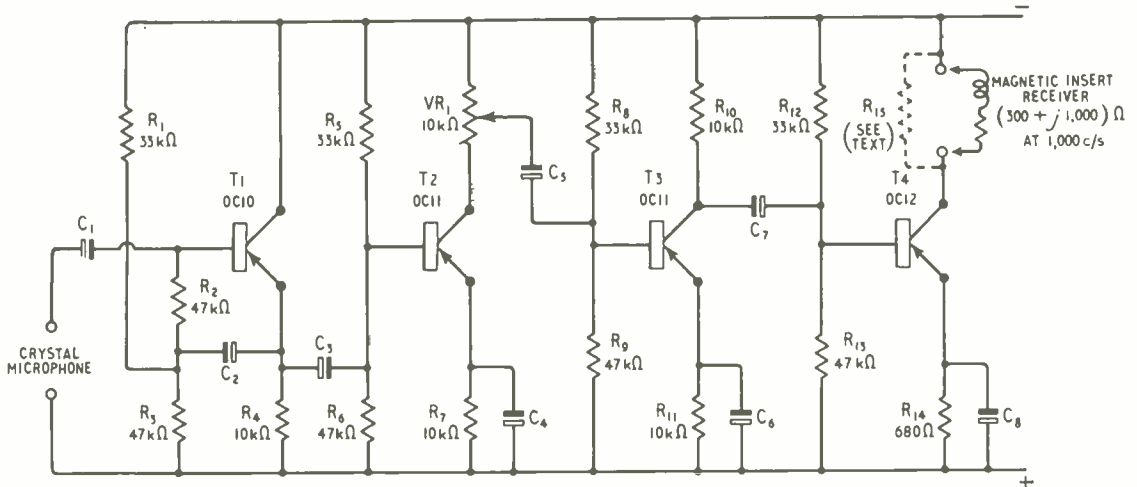 −
R1
33kΩ
R5
33kΩ
VR1
10kΩ
R8
33kΩ
R10
10kΩ
R12
33kΩ
R15
(SEE
TEXT)
MAGNETIC INSERT
RECEIVER
(300 + j 1,000) Ω
AT 1,000 c/s
C5
T1
OC10
T2
OC11
T3
OC11
T4
OC12
C1
C7
R2
47kΩ
CRYSTAL
MICROPHONE
C2
C3
R9
47kΩ
R13
47kΩ
R3
47kΩ
R4
10kΩ
R6
47kΩ
R7
10kΩ
C4
R11
10kΩ
C6
R14
680Ω
C8
+